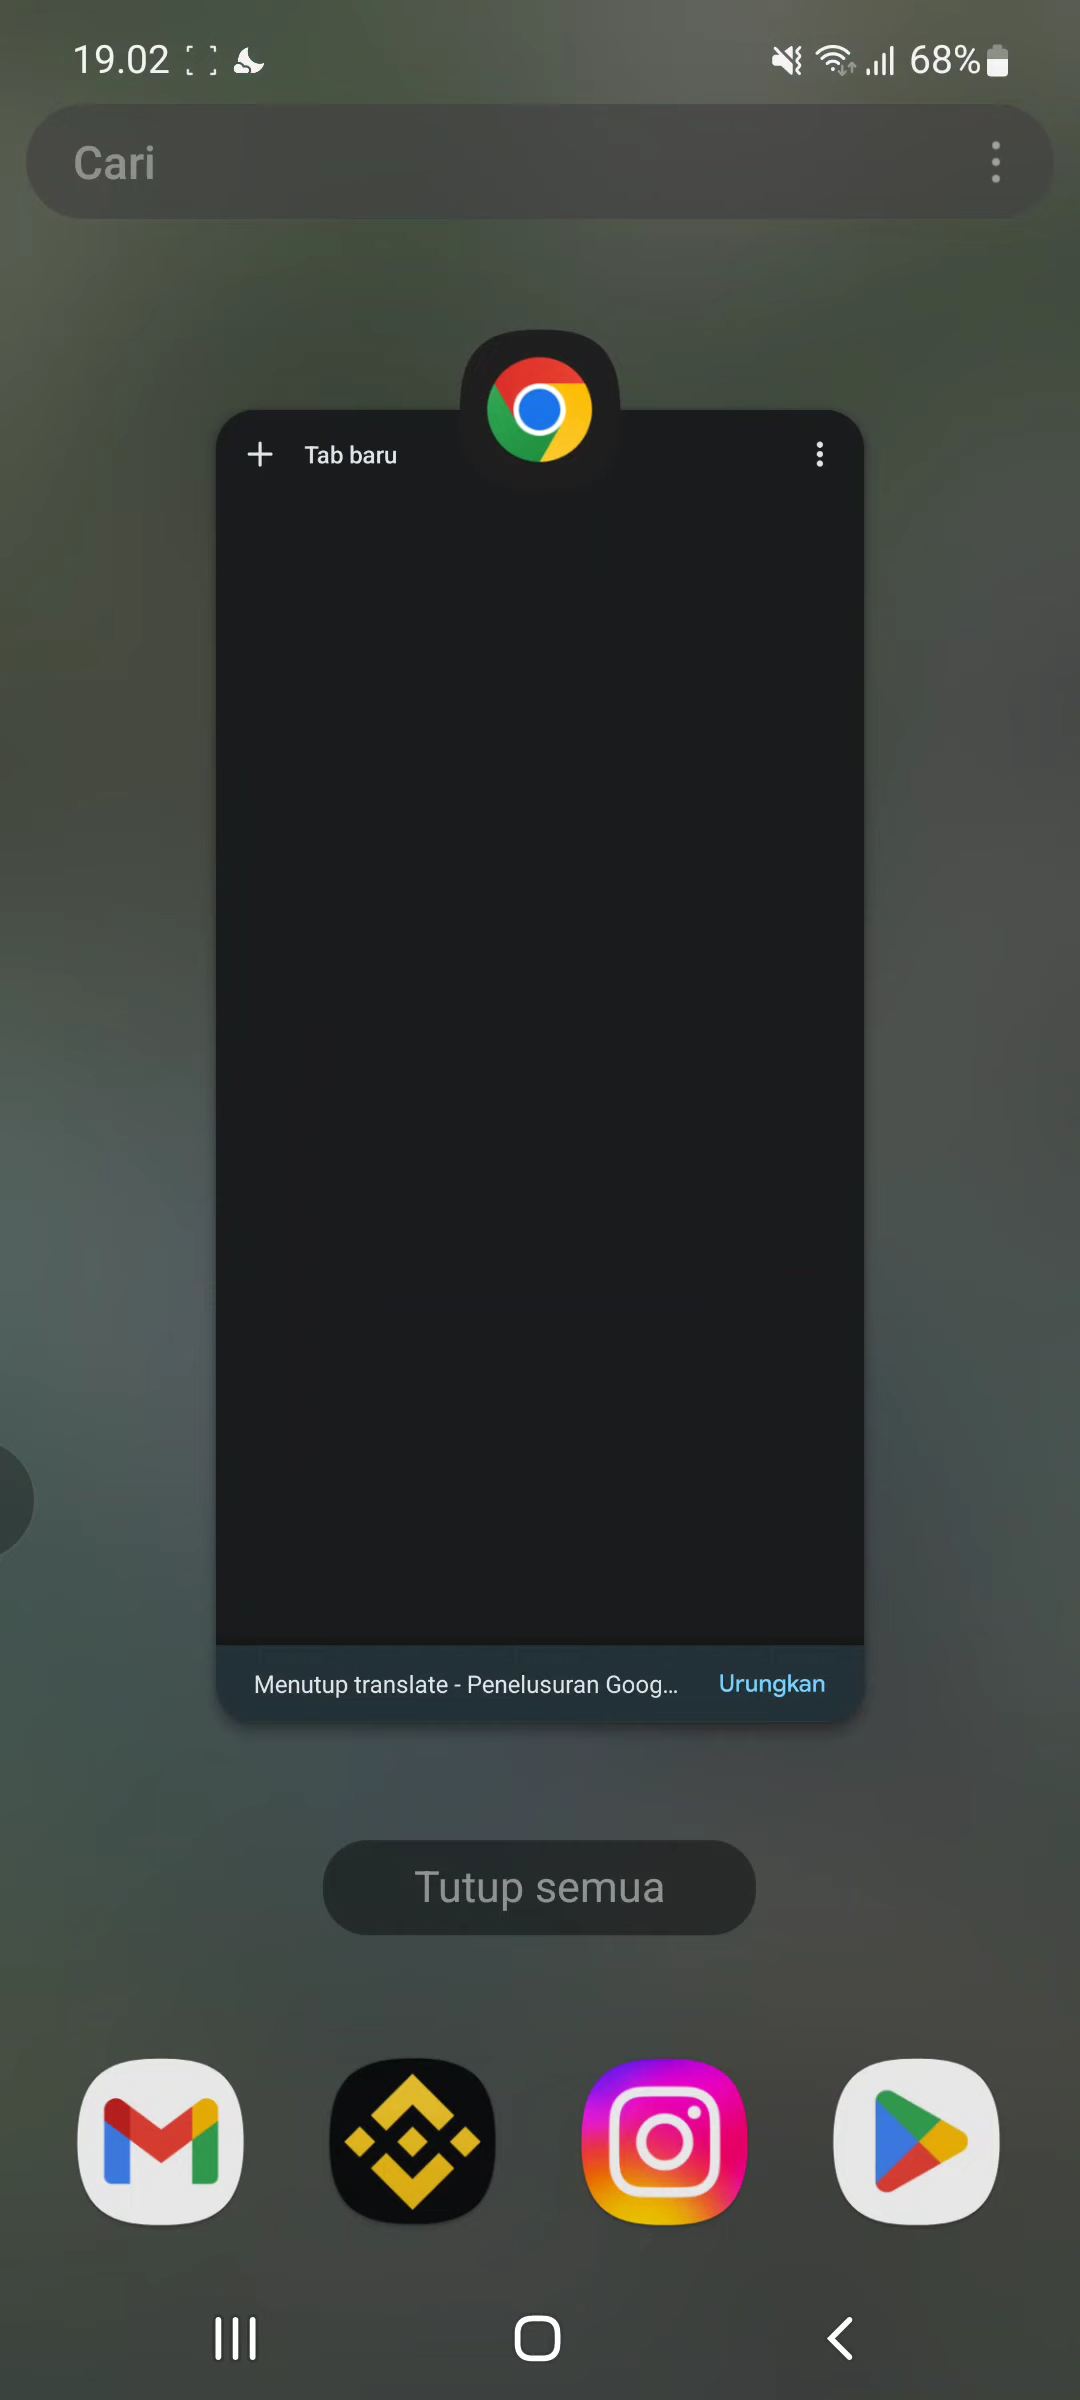 19.02
68%
Cari
Tab baru
Menutup translate - Penelusuran Goog...
Urungkan
Tutup semua